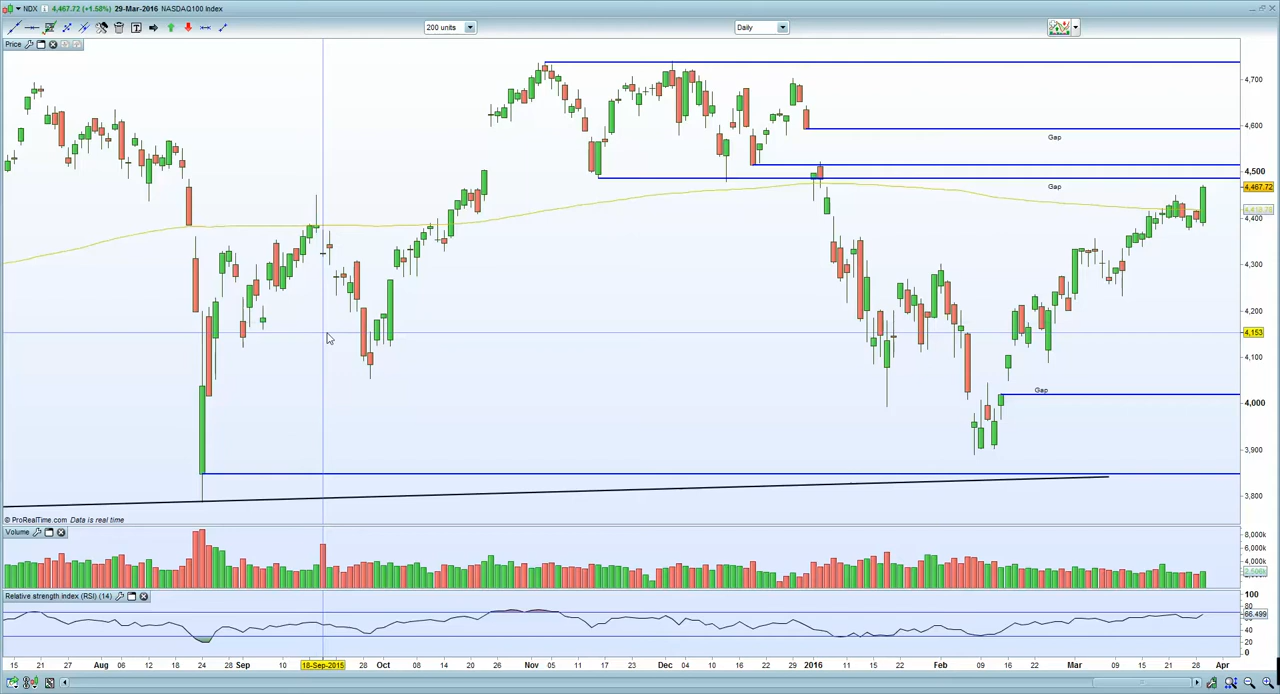 NDX 4,467.72 (+1.58%) 29-Mar-2016 NASDAQ100 Index
200 units
Daily
Price
4,700
4,600
Gap
4,500
Gap
4,467.72
4,400
4,300
4,200
4,153
4,100
Gap
4,000
3,900
3,800
© ProRealTime.com Data is real time
Volume
8,000k
6,000k
4,000k
Relative strength index (RSI) (14)
100
80
66.499
40
20
0
15 21 27 Aug 06 12 18 24 28 Sep 10 18-Sep-2015 28 Oct 08 14 20 26 Nov 05 11 17 23 Dec 04 10 16 22 29 2016 11 15 22 Feb 09 16 22 Mar 09 15 21 28 Apr